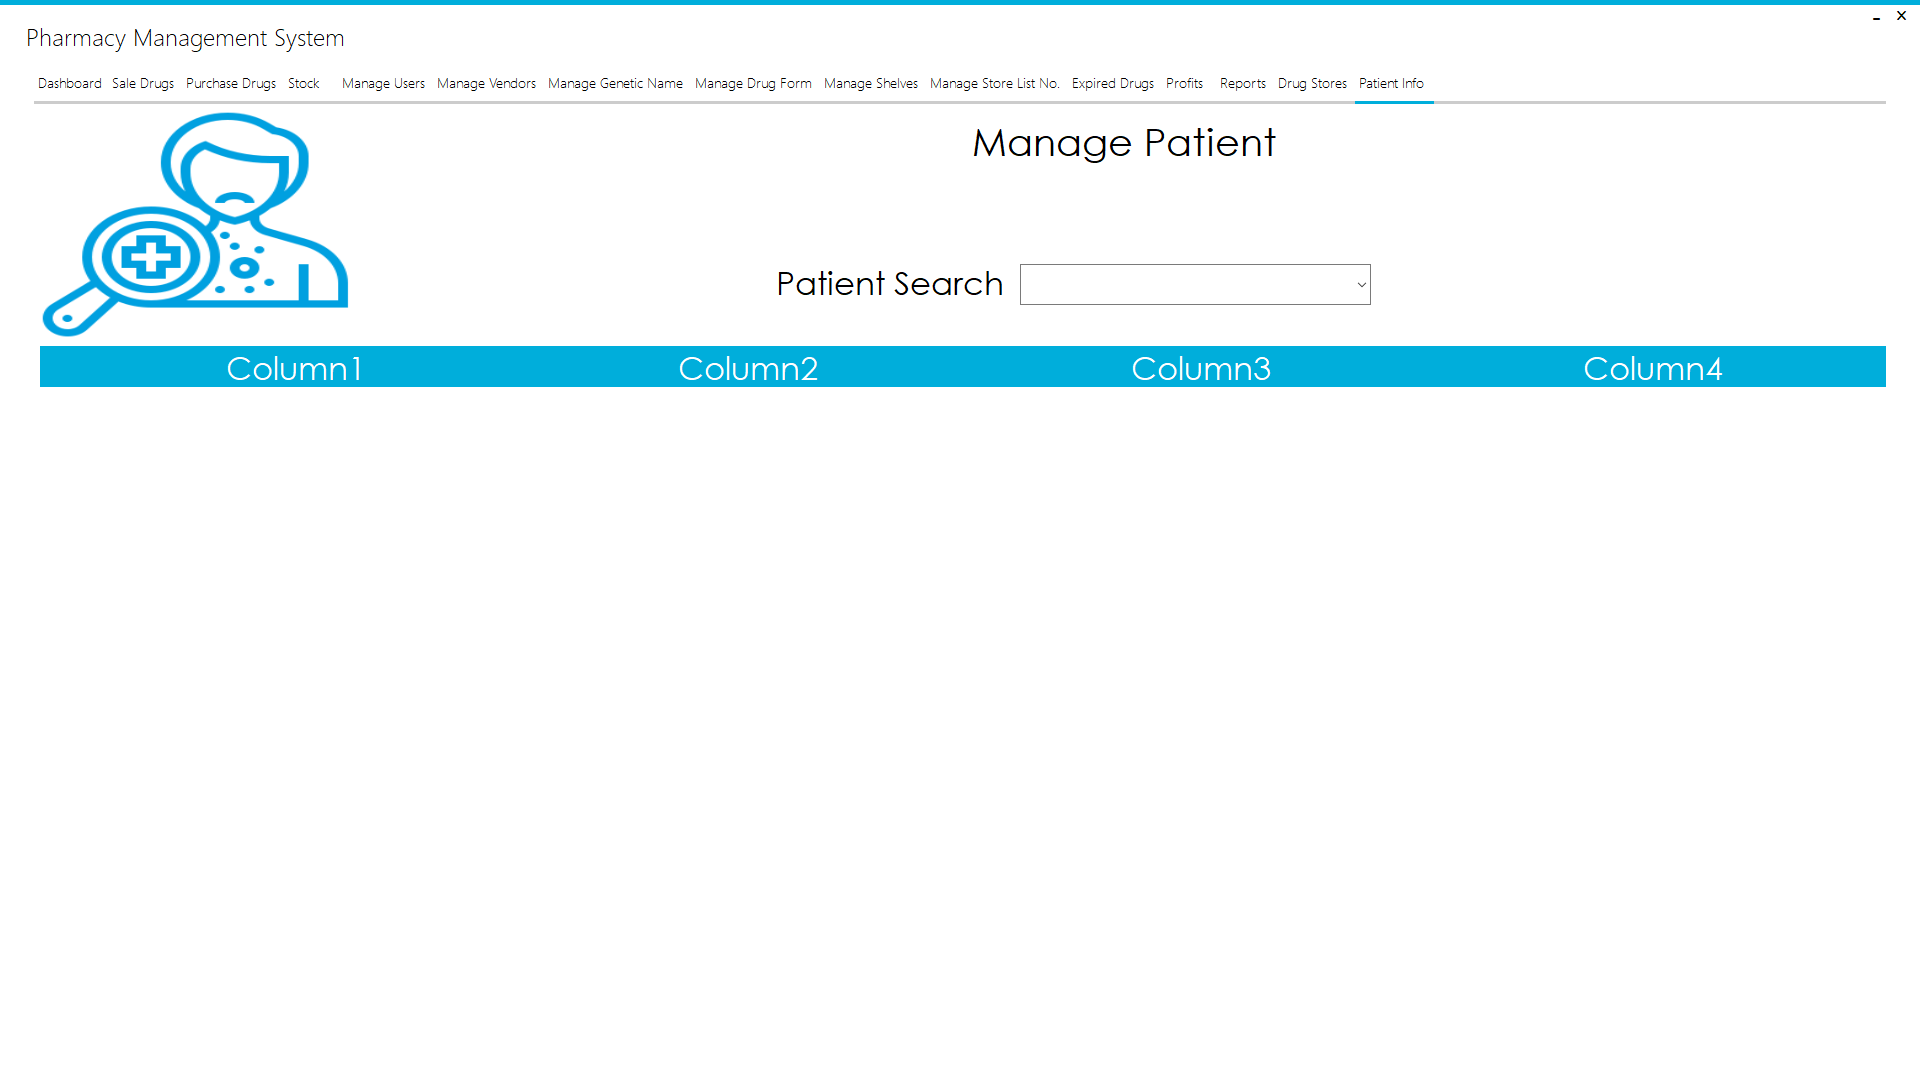 Pharmacy Management System
Dashboard Sale Drugs Purchase Drugs Stock Manage Users Manage Vendors Manage Genetic Name Manage Drug Form Manage Shelves Manage Store List No. Expired Drugs Profits Reports Drug Stores Patient Info
Manage Patient
Patient Search
Column1 Column2 Column3 Column4